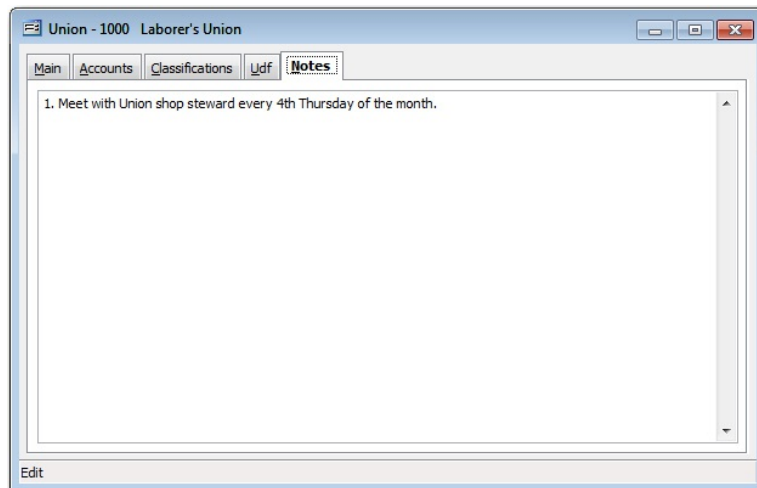 Union - 1000 Laborer's Union
Main Accounts Classifications Udf Notes
1. Meet with Union shop steward every 4th Thursday of the month.
Edit